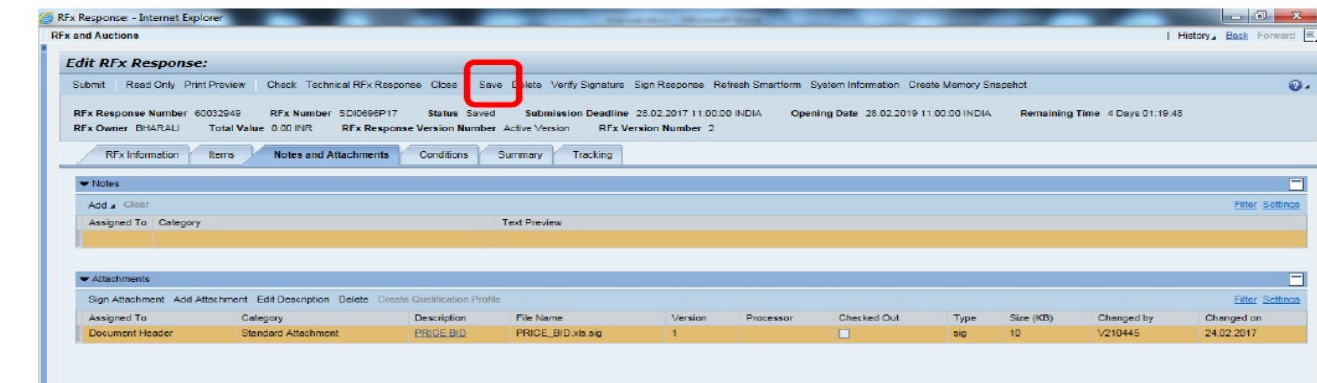 RFx Response: - Internet Explorer
RFx and Auctions
History Back Forward
Edit RFx Response:
Submit Read Only Print Preview Check Technical RFx Response Close Save Delete Verify Signature Sign Response Refresh Smartform System Information Create Memory Snapshot
RFx Response Number 60032949 RFx Number SDI0696P17 Status Saved Submission Deadline 28.02.2017 11:00:00 INDIA Opening Date 28.02.2019 11:00:00 INDIA Remaining Time 4 Days 01:19:48
RFx Owner BHARALI Total Value 0.00 INR RFx Response Version Number Active Version RFx Version Number 2
RFx Information Items Notes and Attachments Conditions Summary Tracking
Notes
Add Clear Filter Settings
Assigned To Category Text Preview
Attachments
Sign Attachment Add Attachment Edit Description Delete Create Qualification Profile Filter Settings
Assigned To Category Description File Name Version Processor Checked Out Type Size (KB) Changed by Changed on
Document Header Standard Attachment PRICE BID PRICE_BID.xls.sig 1 sig 10 V210445 24.02.2017